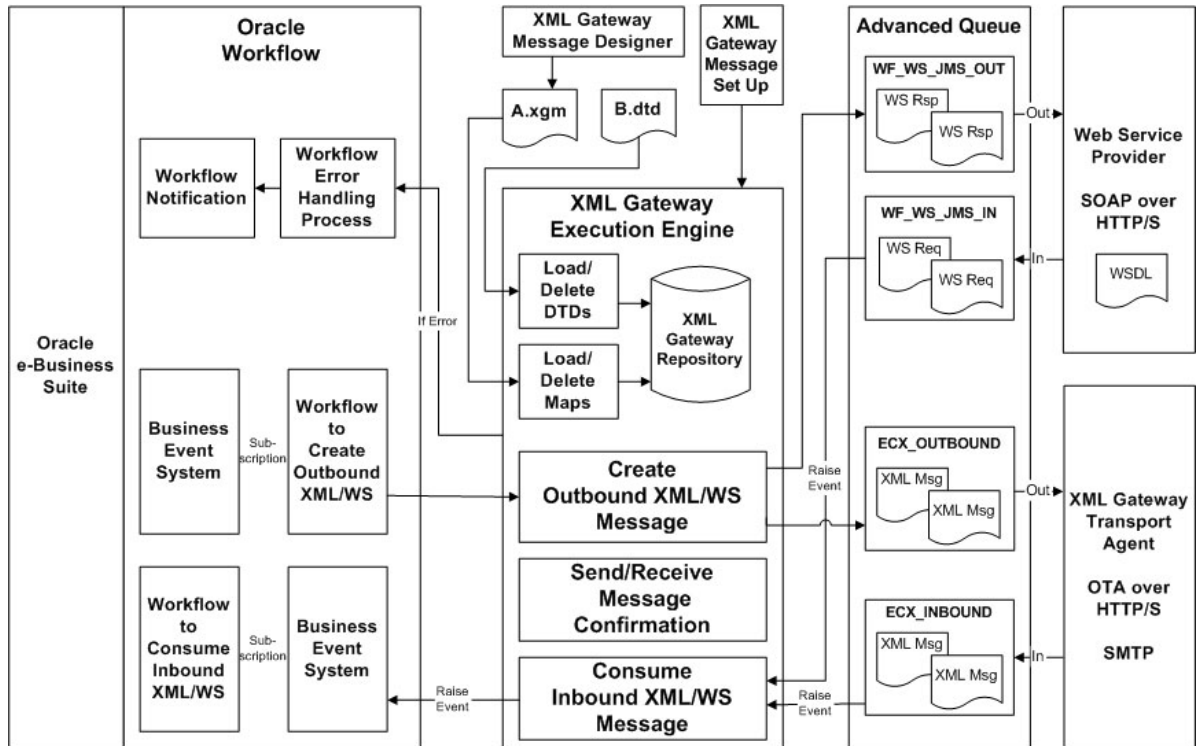 Oracle
e-Business
Suite
Oracle
Workflow
Workflow
Notification
Workflow
Error
Handling
Process
If Error
Business
Event
System
Sub-
scription
Workflow
to
Create
Outbound
XML/WS
Workflow
to
Consume
Inbound
XML/WS
Sub-
scription
Business
Event
System
Raise
Event
XML Gateway
Message Designer
XML
Gateway
Message
Set Up
A.xgm
B.dtd
XML Gateway
Execution Engine
Load/
Delete
DTDs
Load/
Delete
Maps
XML
Gateway
Repository
Create
Outbound XML/WS
Message
Send/Receive
Message
Confirmation
Consume
Inbound XML/WS
Message
Raise
Event
Raise
Event
Advanced Queue
WF_WS_JMS_OUT
WS Rsp
WS Rsp
Out
WF_WS_JMS_IN
WS Req
WS Req
In
ECX_OUTBOUND
XML Msg
XML Msg
Out
ECX_INBOUND
XML Msg
XML Msg
In
Web Service
Provider
SOAP over
HTTP/S
WSDL
XML Gateway
Transport
Agent
OTA over
HTTP/S
SMTP